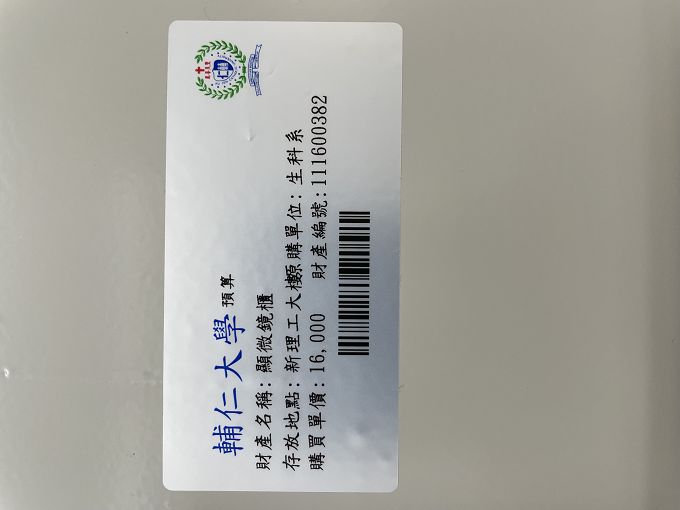 輔仁大學 預算
財產名稱: 顯微鏡櫃
存放地點: 新理工大樓 原購單位: 生科系
購買單價: 16,000 財產編號: 111600382